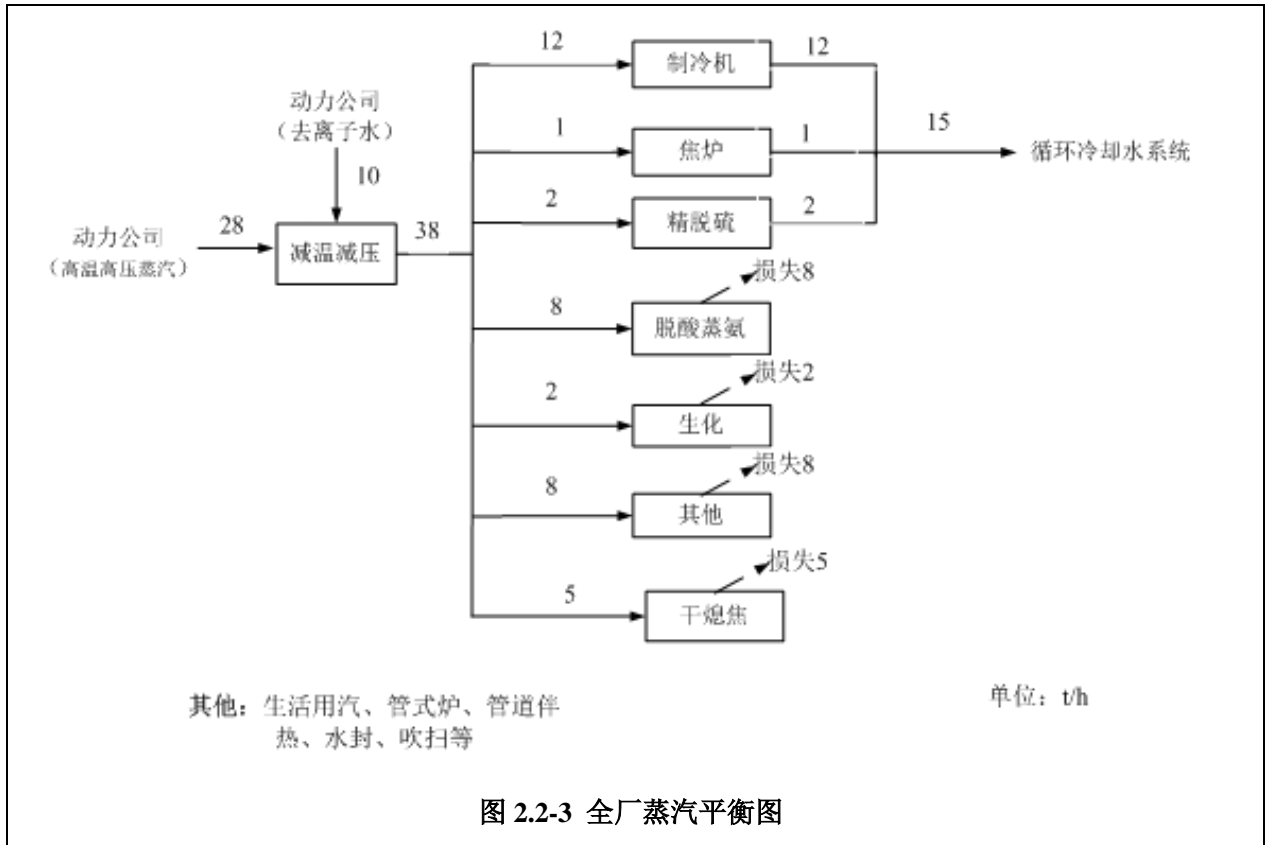 12
制冷机
12
动力公司
（去离子水）
10
1
焦炉
1
15
循环冷却水系统
2
精脱硫
2
动力公司
（高温高压蒸汽）
28
减温减压
38
损失8
8
脱酸蒸氨
损失2
2
生化
损失8
8
其他
损失5
5
干熄焦
其他：生活用汽、管式炉、管道伴
热、水封、吹扫等
单位：t/h
图 2.2-3 全厂蒸汽平衡图